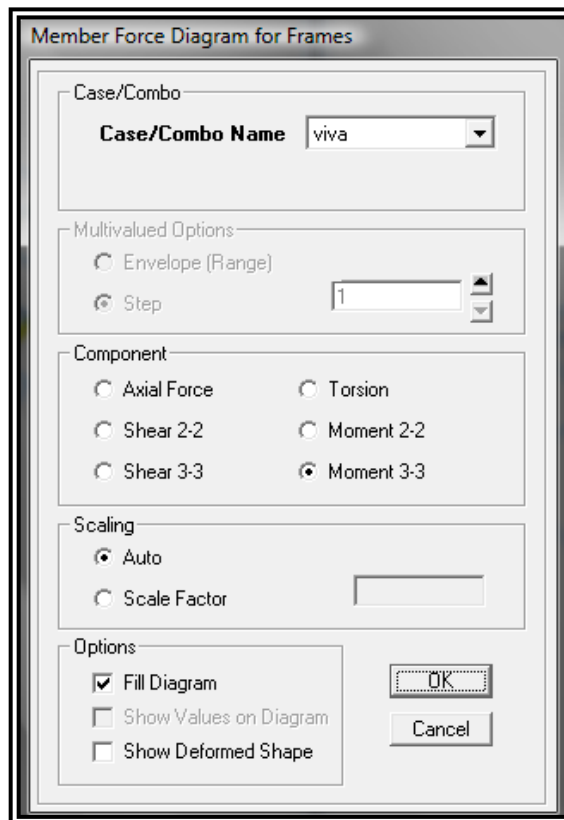 Member Force Diagram for Frames
Case/Combo
Case/Combo Name viva
Multivalued Options
Envelope (Range)
Step 1
Component
Axial Force Torsion
Shear 2-2 Moment 2-2
Shear 3-3 Moment 3-3
Scaling
Auto
Scale Factor
Options
Fill Diagram OK
Show Values on Diagram
Cancel
Show Deformed Shape